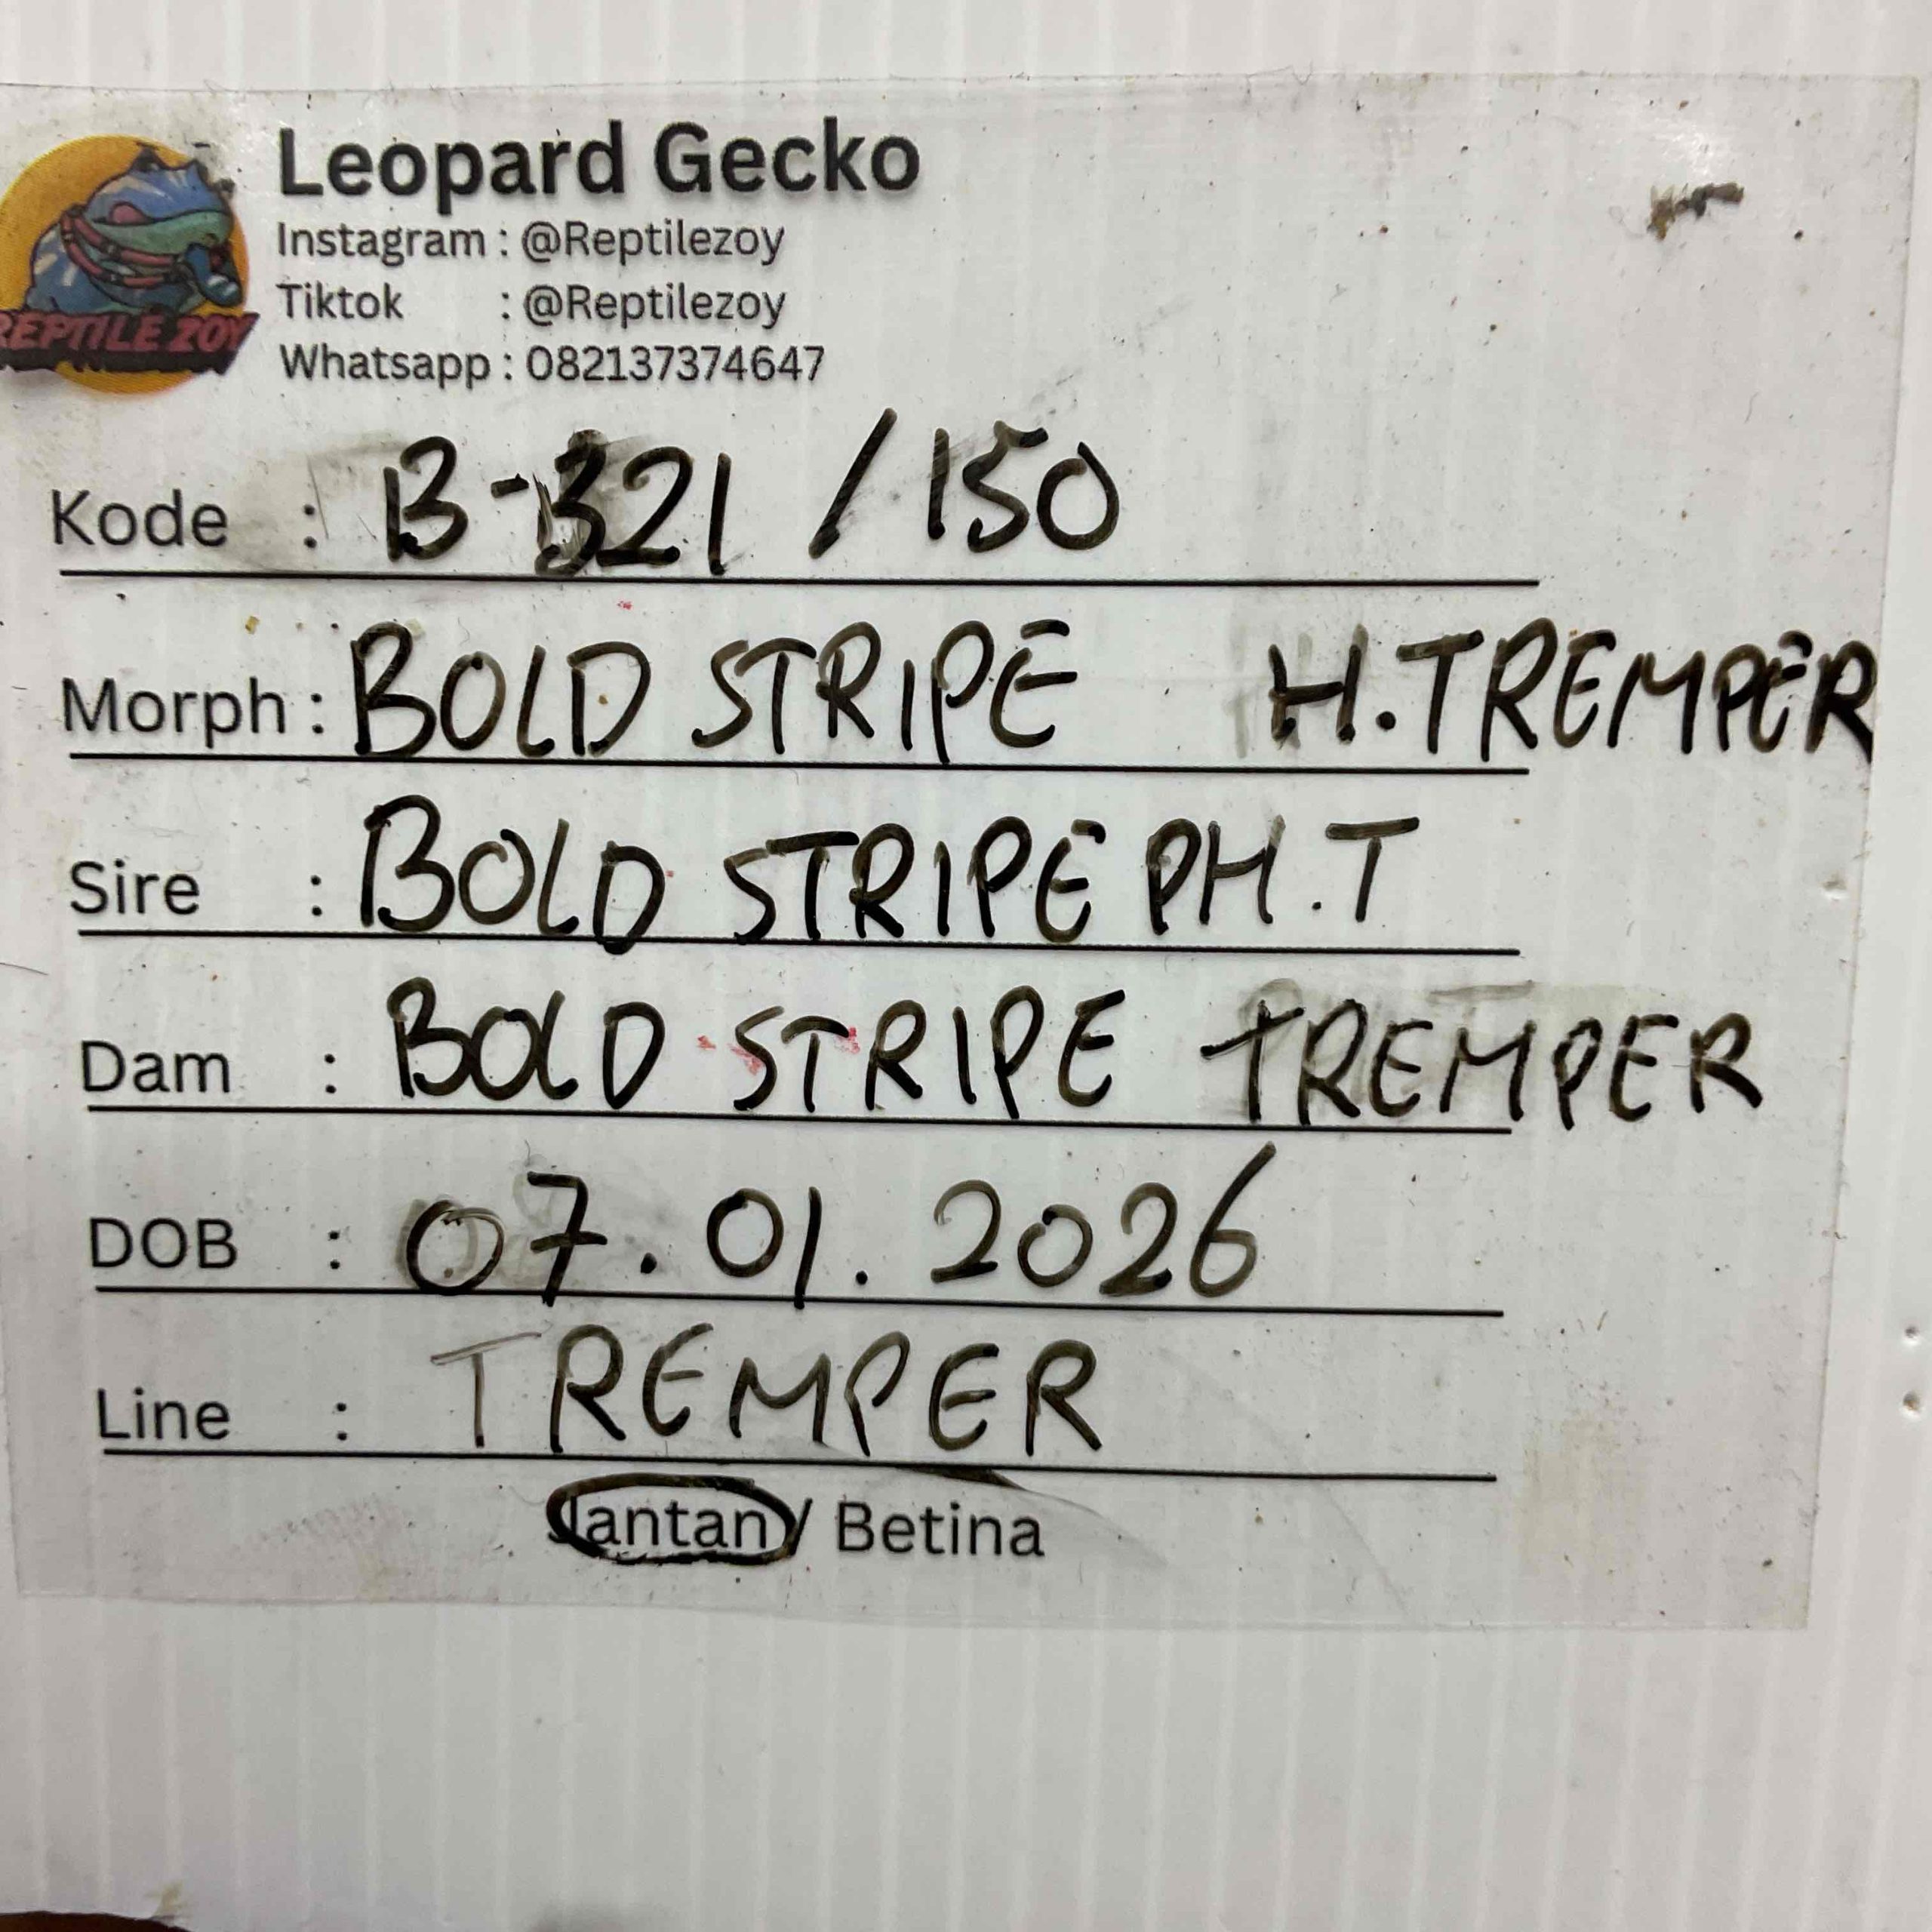 Leopard Gecko
Instagram : @Reptilezoy
Tiktok : @Reptilezoy
Whatsapp : 082137374647
REPTILE ZOY
Kode : B-321 / 150
Morph : BOLD STRIPE H.TREMPER
Sire : BOLD STRIPE PH.T
Dam : BOLD STRIPE TREMPER
DOB : 07.01.2026
Line : TREMPER
Jantan / Betina